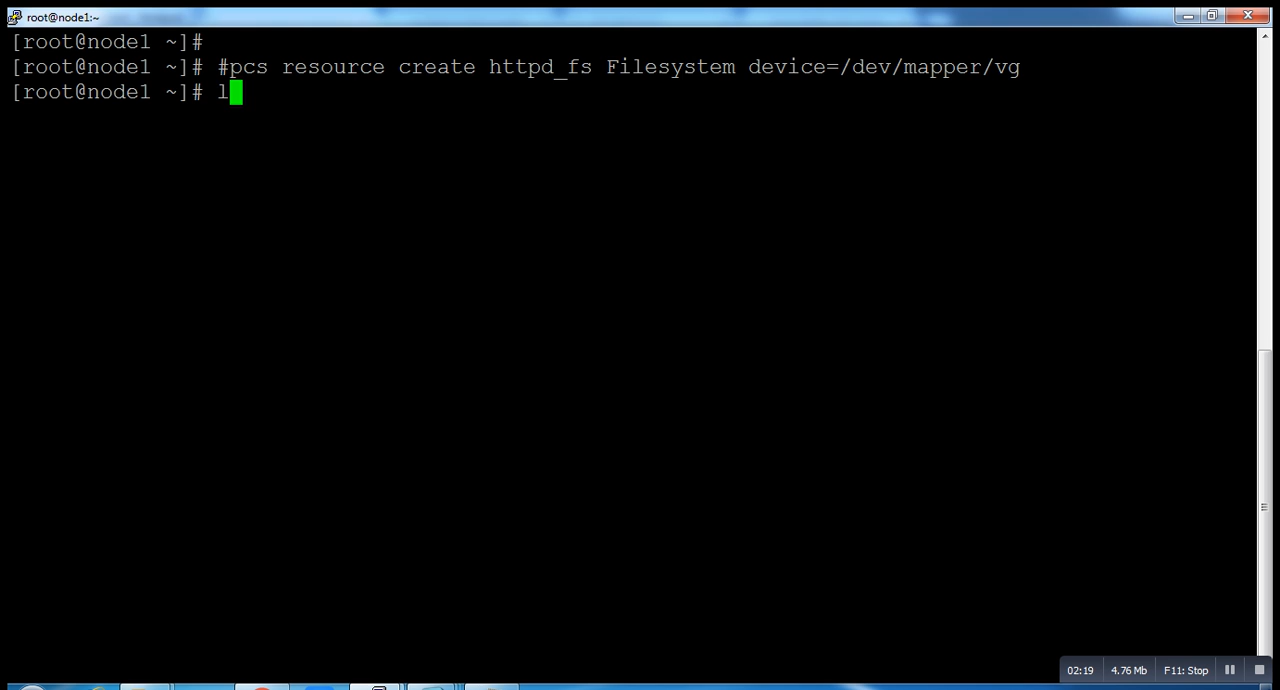 root@node1:~
[root@node1 ~]#
[root@node1 ~]# #pcs resource create httpd_fs Filesystem device=/dev/mapper/vg
[root@node1 ~]# l
02:19 4.76 Mb F11: Stop